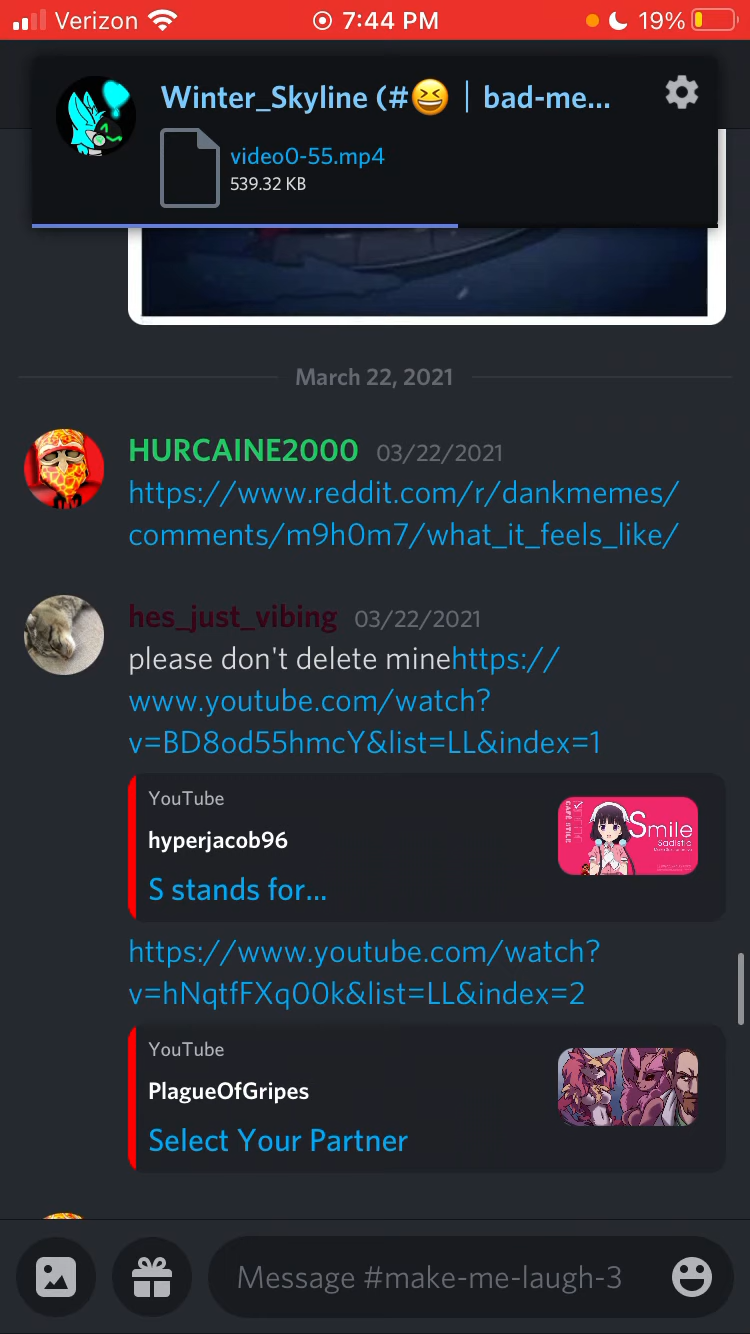 Verizon 7:44 PM 19%
Winter_Skyline (#😆 | bad-me...
video0-55.mp4
539.32 KB
March 22, 2021
HURCAINE2000 03/22/2021
https://www.reddit.com/r/dankmemes/
comments/m9h0m7/what_it_feels_like/
hes_just_vibing 03/22/2021
please don't delete minehttps://
www.youtube.com/watch?
v=BD8od55hmcY&list=LL&index=1
YouTube
hyperjacob96
S stands for...
Smile
Sadistic
https://www.youtube.com/watch?
v=hNqtfFXq00k&list=LL&index=2
YouTube
PlagueOfGripes
Select Your Partner
Message #make-me-laugh-3